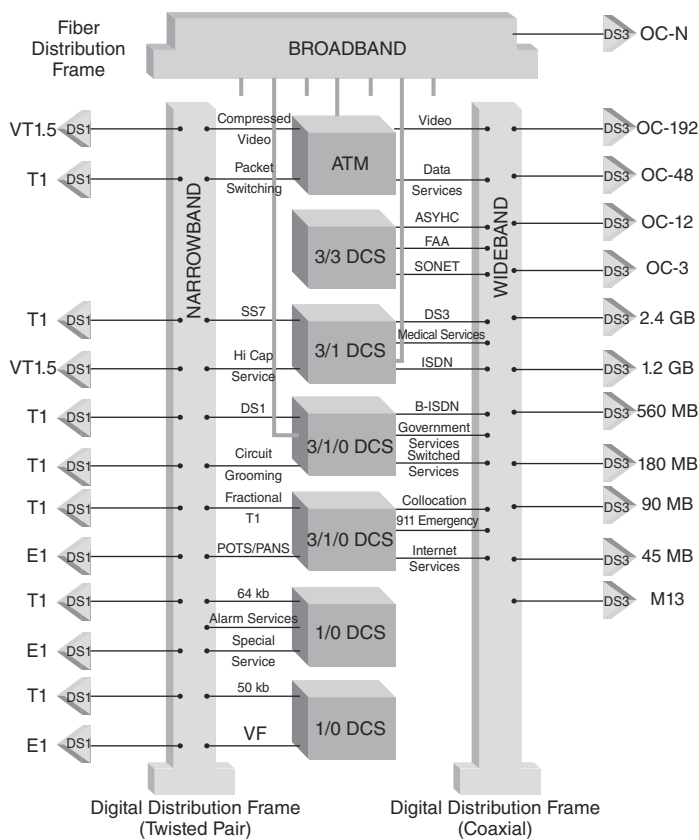 Fiber
Distribution
Frame
BROADBAND
DS3 OC-N
VT1.5 DS1
Compressed
Video
Video
DS3 OC-192
ATM
T1 DS1
Packet
Switching
Data
Services
DS3 OC-48
NARROWBAND
WIDEBAND
ASYHC
DS3 OC-12
3/3 DCS
FAA
SONET
DS3 OC-3
T1 DS1
SS7
DS3
DS3 2.4 GB
3/1 DCS
Medical Services
VT1.5 DS1
Hi Cap
Service
ISDN
DS3 1.2 GB
T1 DS1
DS1
B-ISDN
DS3 560 MB
3/1/0 DCS
Government
Services
T1 DS1
Circuit
Grooming
Switched
Services
DS3 180 MB
T1 DS1
Fractional
T1
Collocation
DS3 90 MB
3/1/0 DCS
911 Emergency
E1 DS1
POTS/PANS
Internet
Services
DS3 45 MB
T1 DS1
64 kb
DS3 M13
1/0 DCS
Alarm Services
E1 DS1
Special
Service
T1 DS1
50 kb
1/0 DCS
E1 DS1
VF
Digital Distribution Frame
(Twisted Pair)
Digital Distribution Frame
(Coaxial)